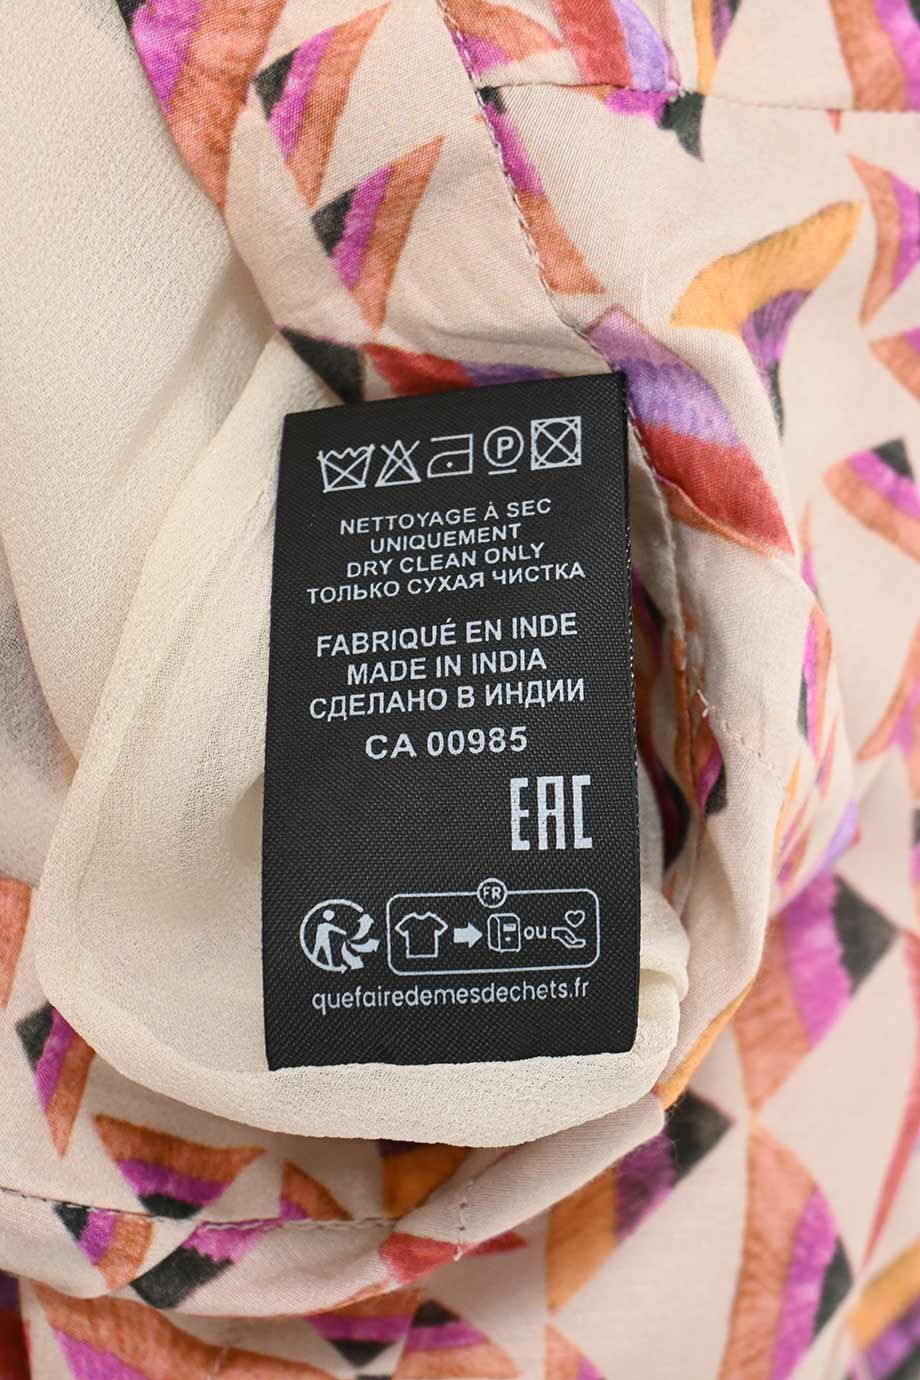 P
NETTOYAGE À SEC
UNIQUEMENT
DRY CLEAN ONLY
ТОЛЬКО СУХАЯ ЧИСТКА
FABRIQUÉ EN INDE
MADE IN INDIA
СДЕЛАНО В ИНДИИ
CA 00985
EAC
FR
ou
quefairedemesdechets.fr